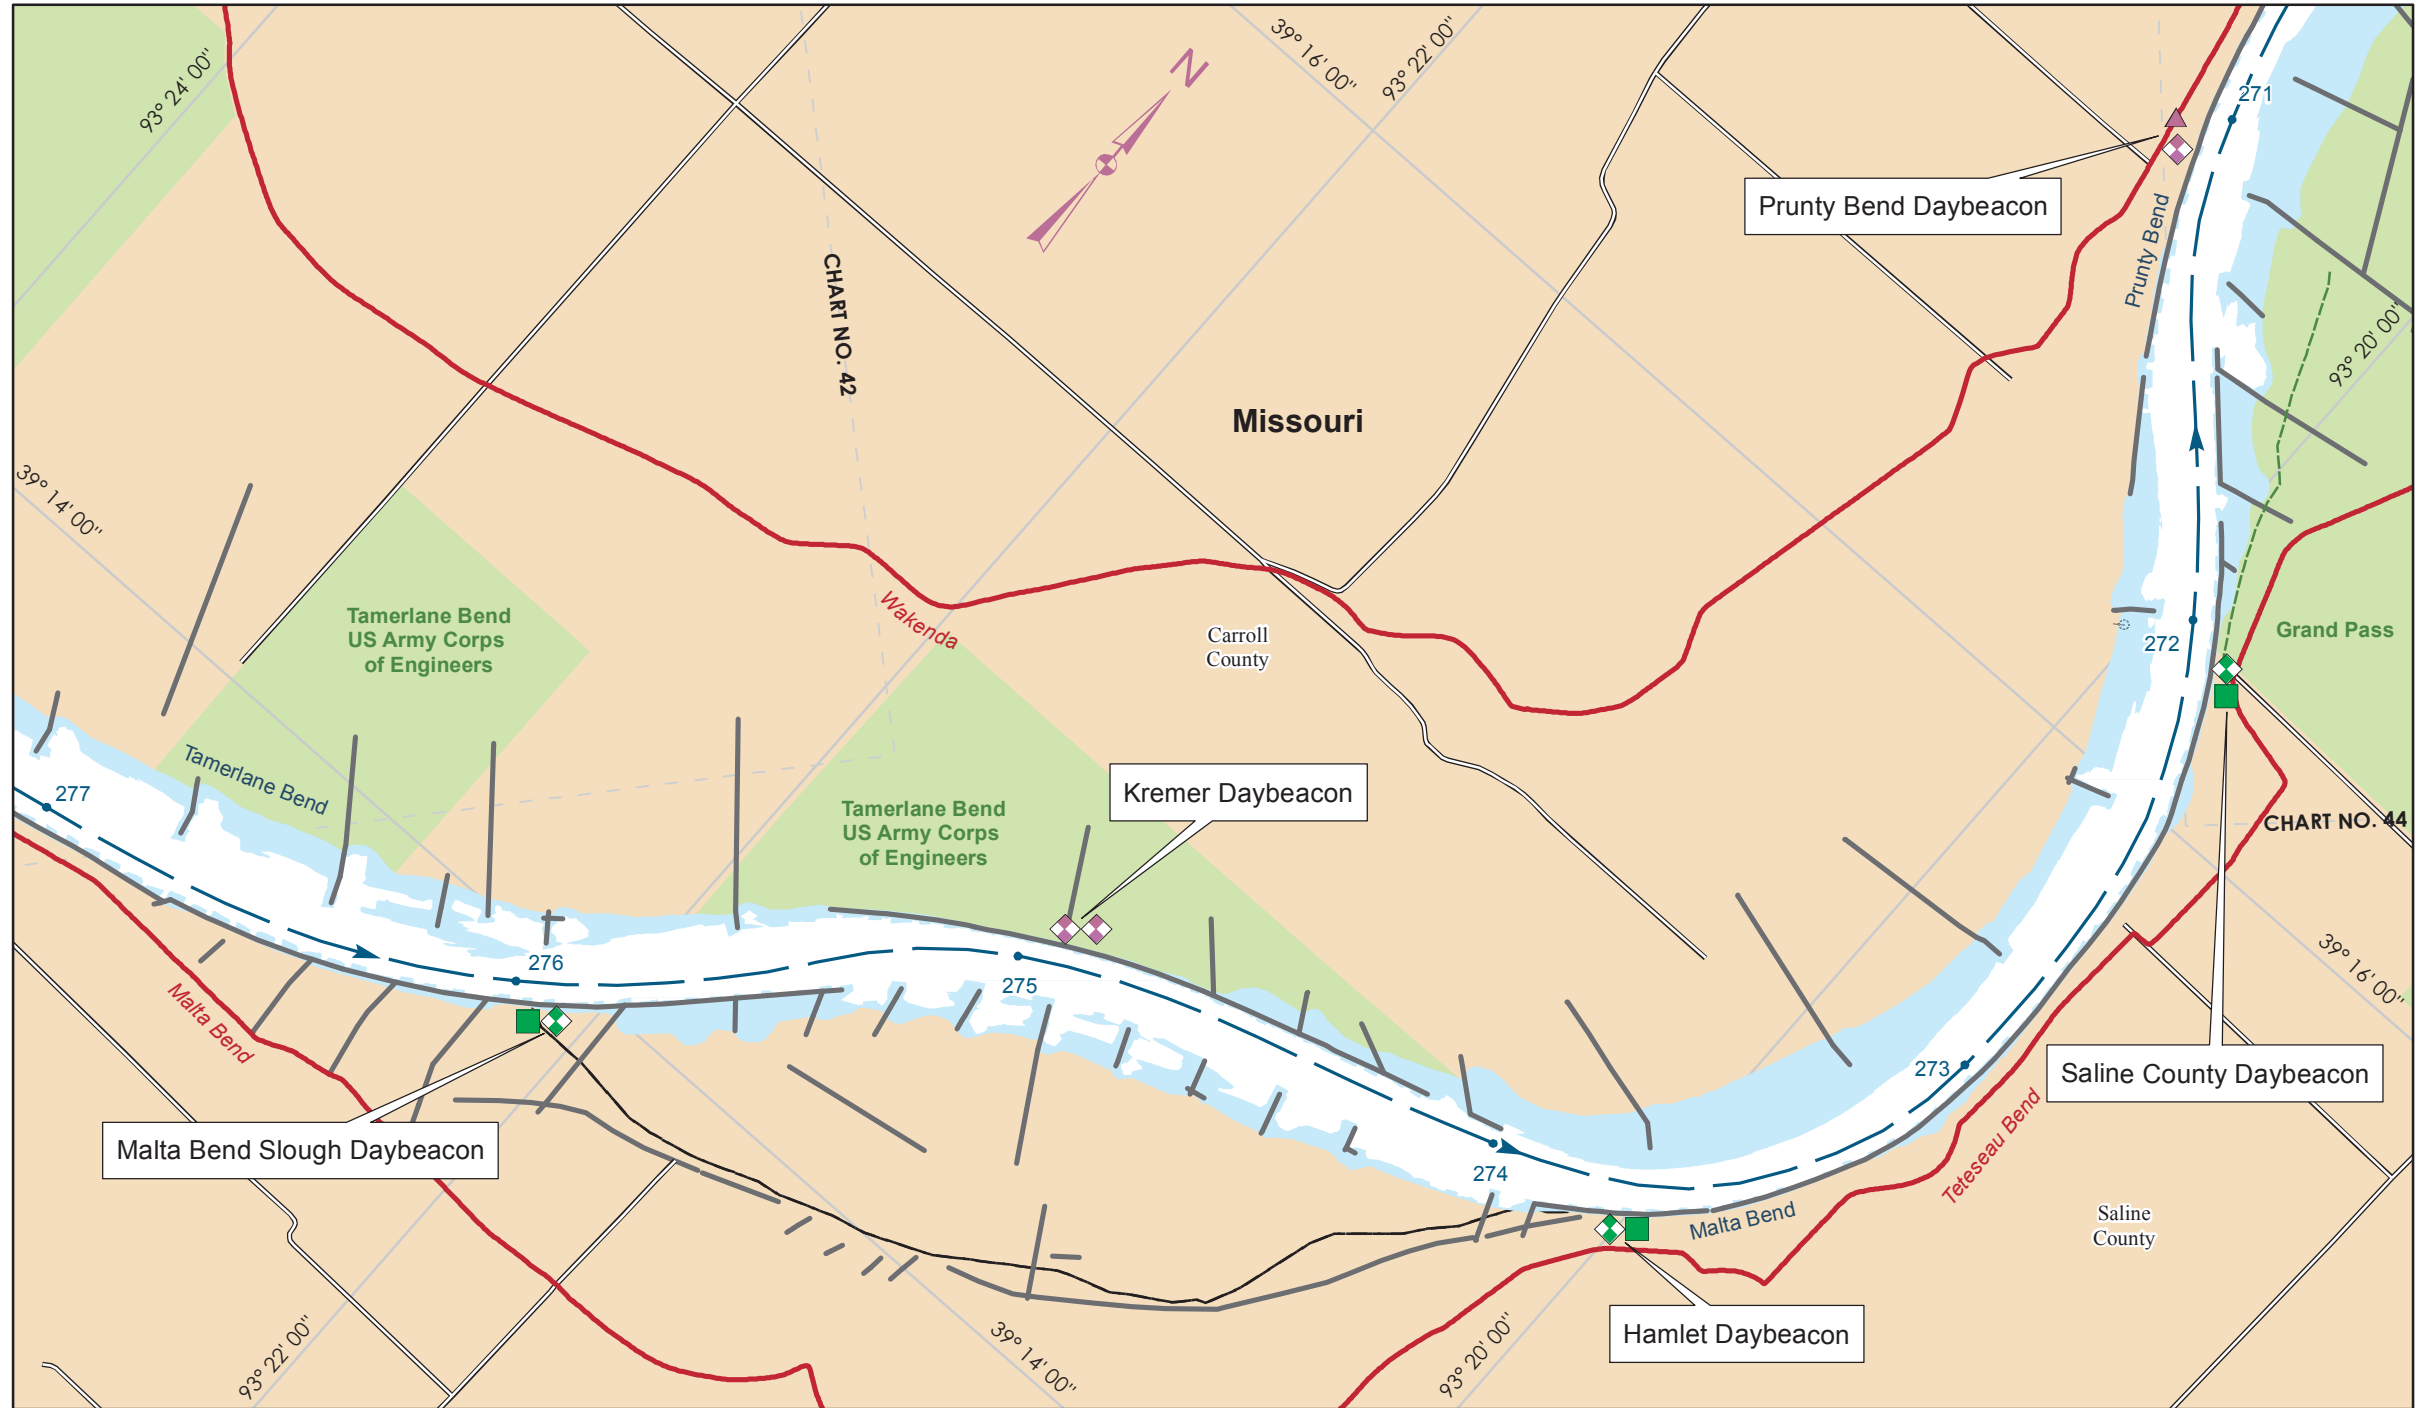 93° 24' 00"
39° 16' 00"
93° 22' 00"
N
271
Prunty Bend Daybeacon
Prunty Bend
CHART NO. 42
93° 20' 00"
Missouri
39° 14' 00"
Wakenda
Carroll
County
Tamerlane Bend
US Army Corps
of Engineers
272
Grand Pass
Tamerlane Bend
277
Kremer Daybeacon
Tamerlane Bend
US Army Corps
of Engineers
CHART NO. 44
276
275
39° 16' 00"
Malta Bend
273
Saline County Daybeacon
Malta Bend Slough Daybeacon
274
Teteseau Bend
Malta Bend
Saline
County
Hamlet Daybeacon
93° 22' 00"
39° 14' 00"
93° 20' 00"